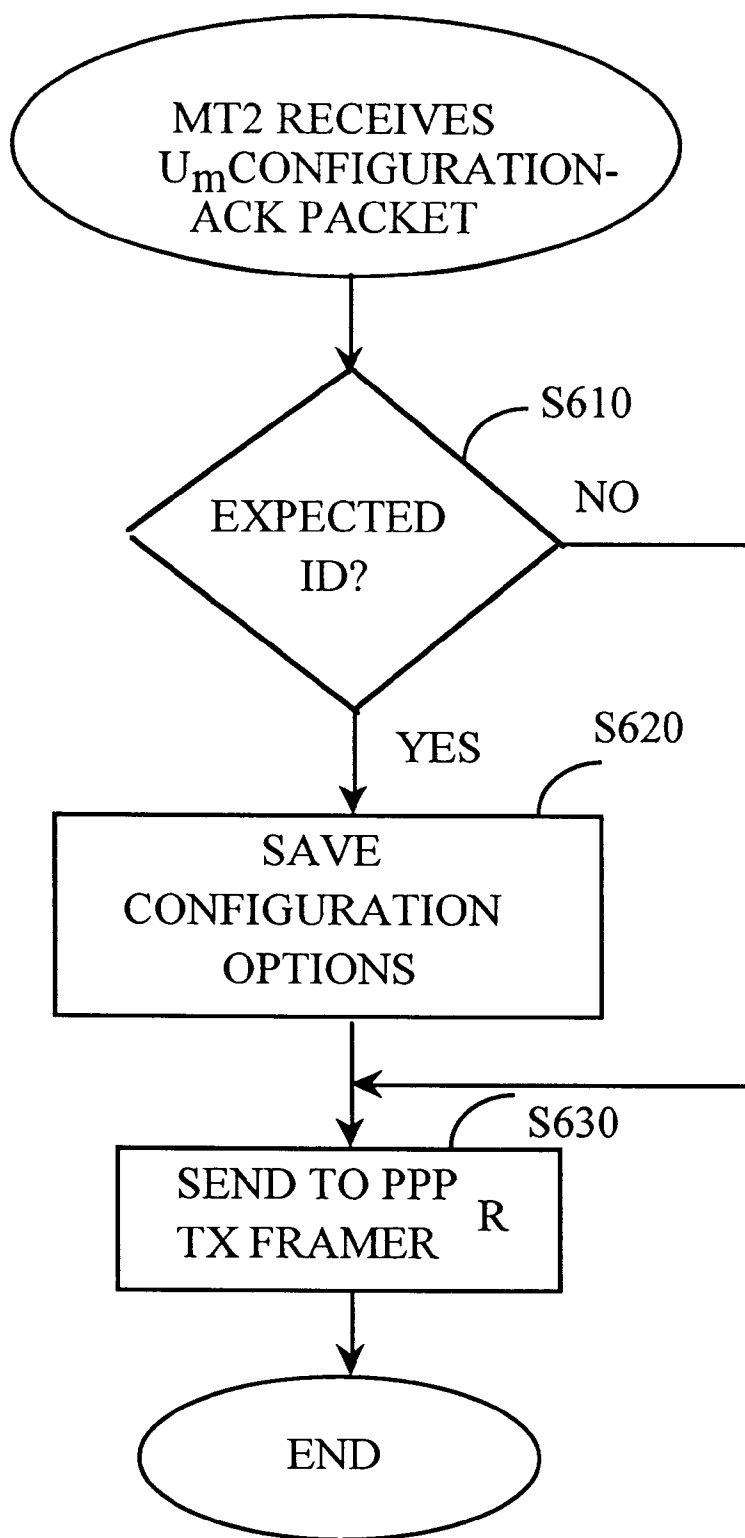 MT2 RECEIVES
UmCONFIGURATION-
ACK PACKET
S610
EXPECTED
ID?
NO
YES
S620
SAVE
CONFIGURATION
OPTIONS
S630
SEND TO PPP R
TX FRAMER
END